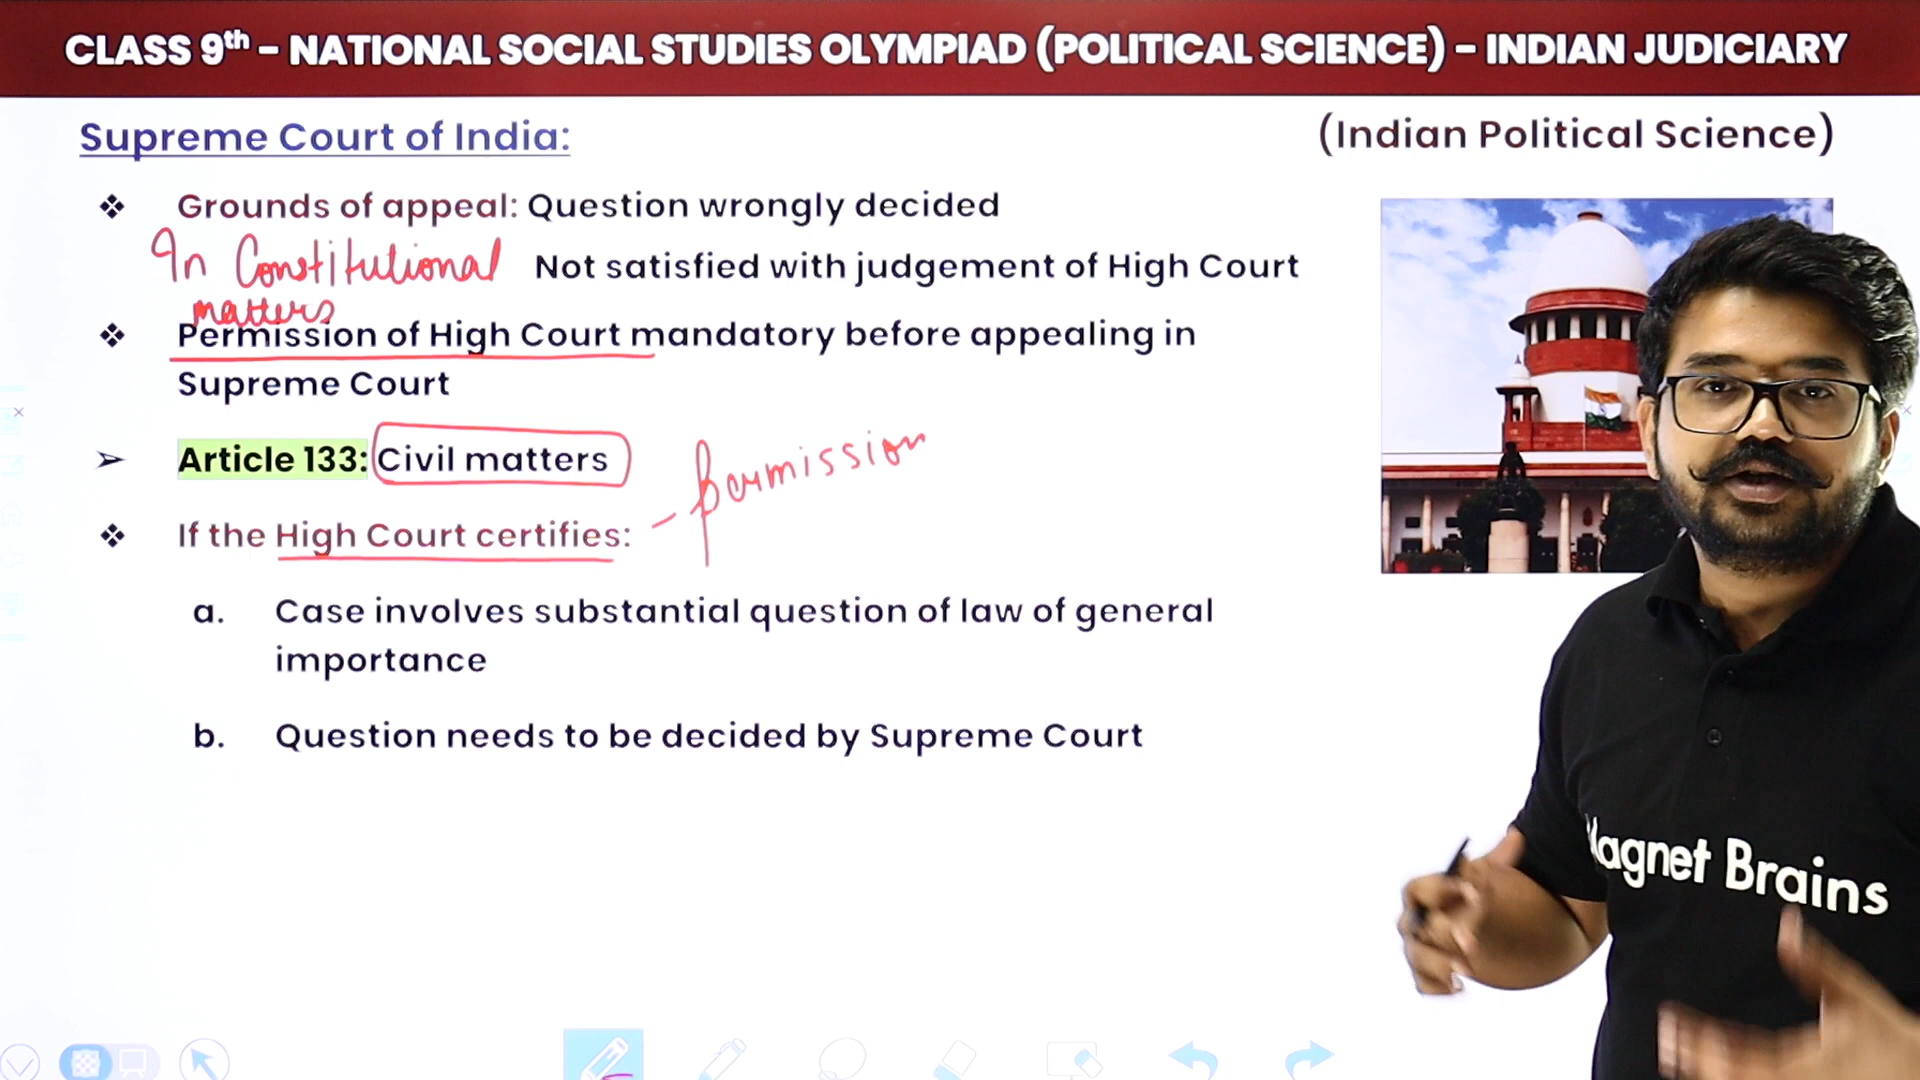 CLASS 9th - NATIONAL SOCIAL STUDIES OLYMPIAD (POLITICAL SCIENCE) - INDIAN JUDICIARY
Supreme Court of India:
(Indian Political Science)
❖ Grounds of appeal: Question wrongly decided
In Constitutional
matters
Not satisfied with judgement of High Court
❖ Permission of High Court mandatory before appealing in
Supreme Court
➢ Article 133: Civil matters
- Permission
❖ If the High Court certifies:
a. Case involves substantial question of law of general
importance
b. Question needs to be decided by Supreme Court
Magnet Brains